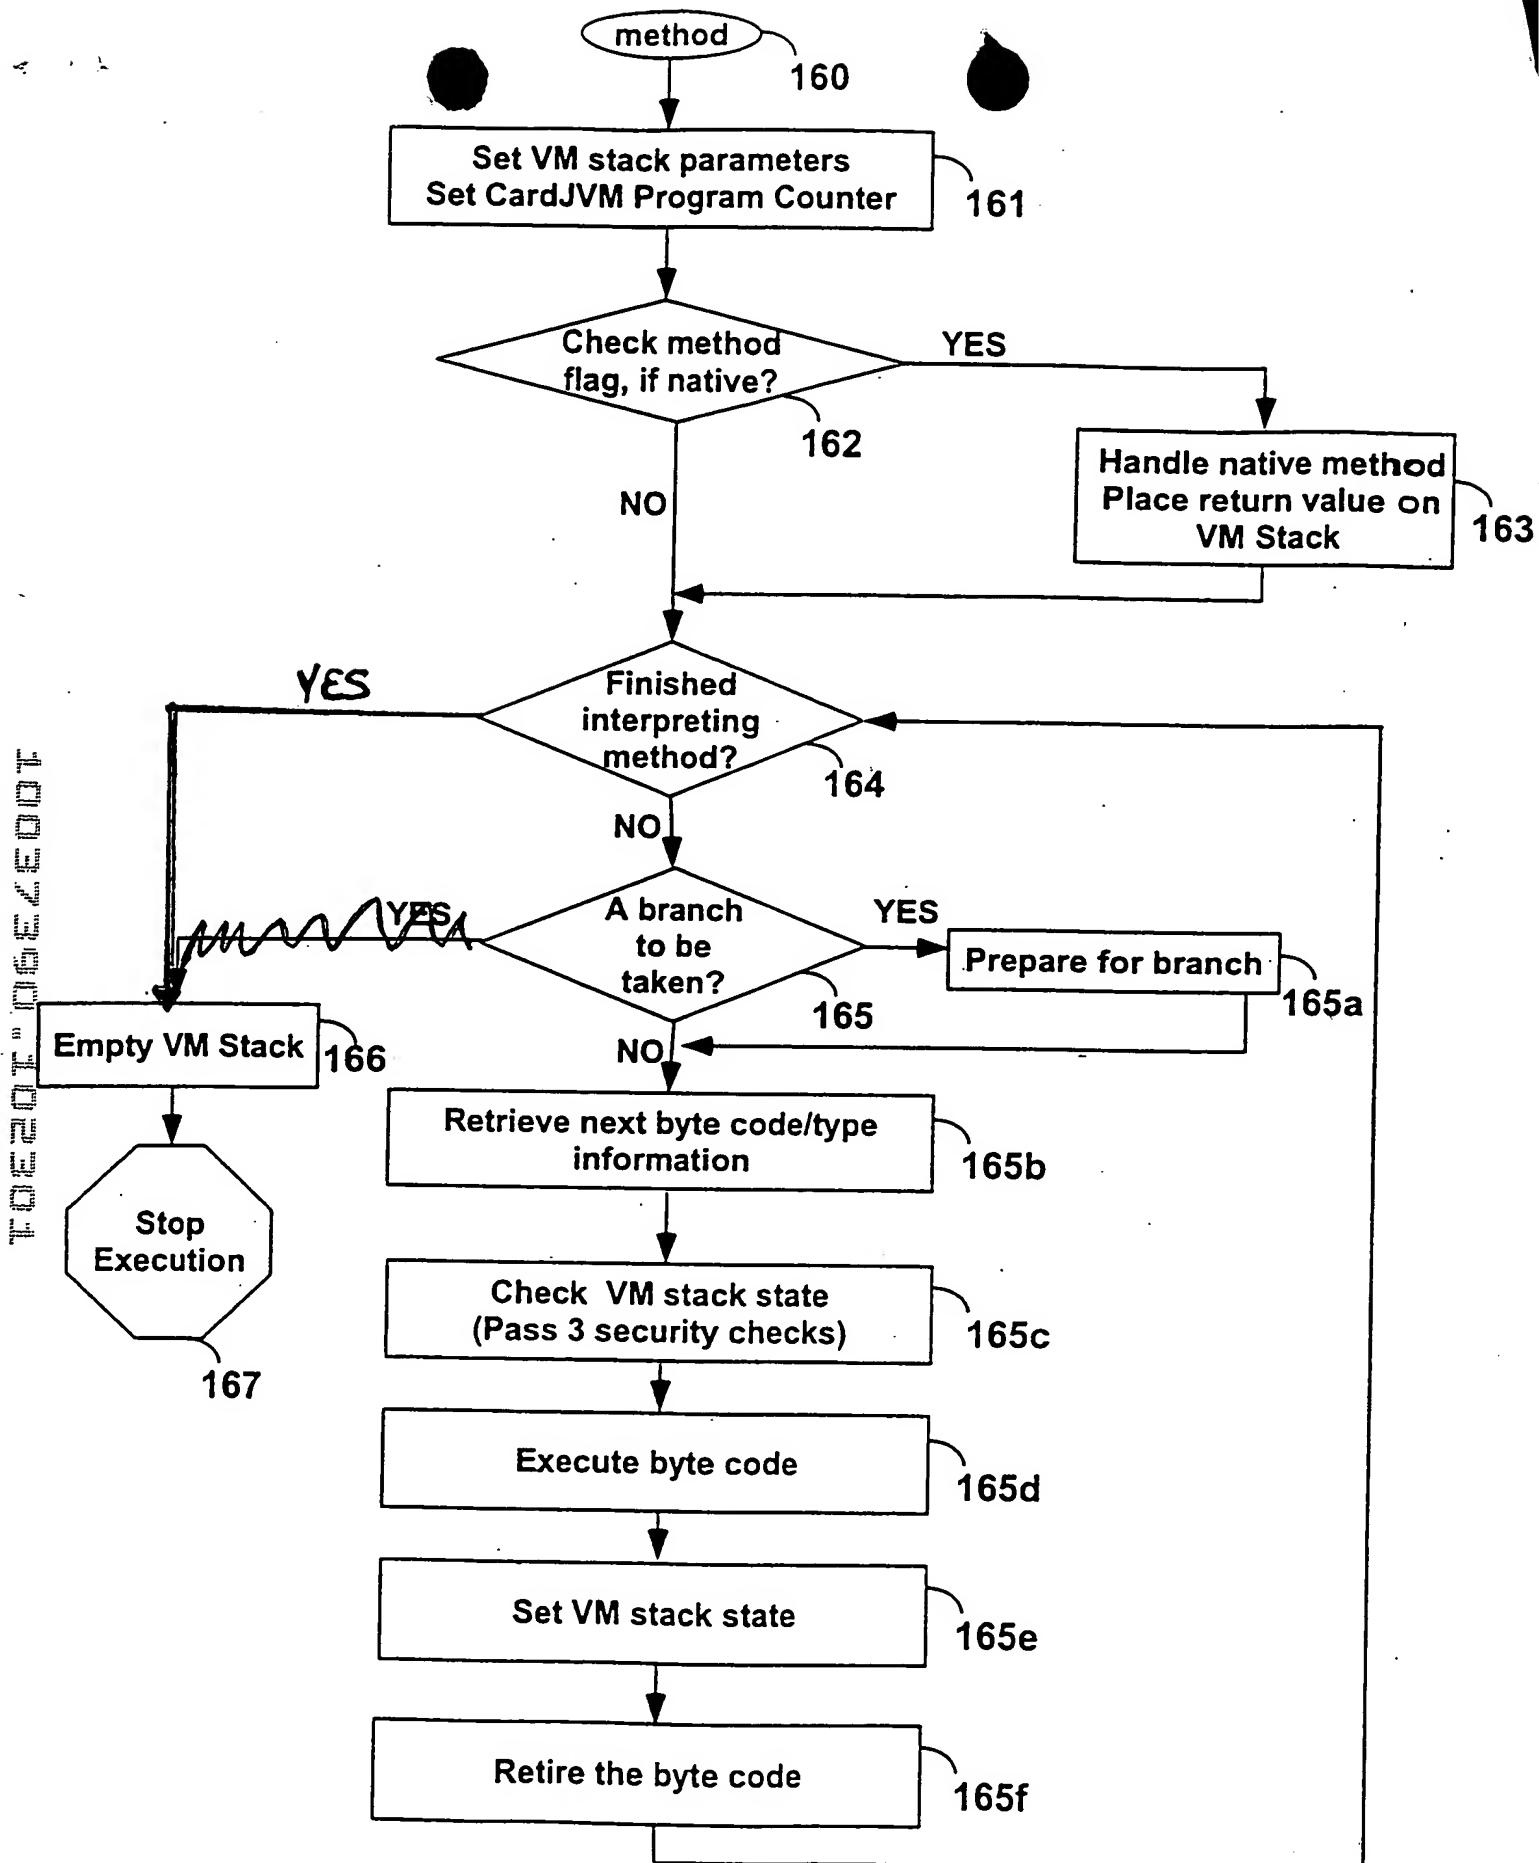 method
160
Set VM stack parameters
Set CardJVM Program Counter
161
Check method
flag, if native?
162
YES
NO
Handle native method
Place return value on
VM Stack
163
YES
Finished
interpreting
method?
164
NO
YES
A branch
to be
taken?
165
YES
Prepare for branch
165a
NO
Empty VM Stack
166
Stop
Execution
167
Retrieve next byte code/type
information
165b
Check VM stack state
(Pass 3 security checks)
165c
Execute byte code
165d
Set VM stack state
165e
Retire the byte code
165f